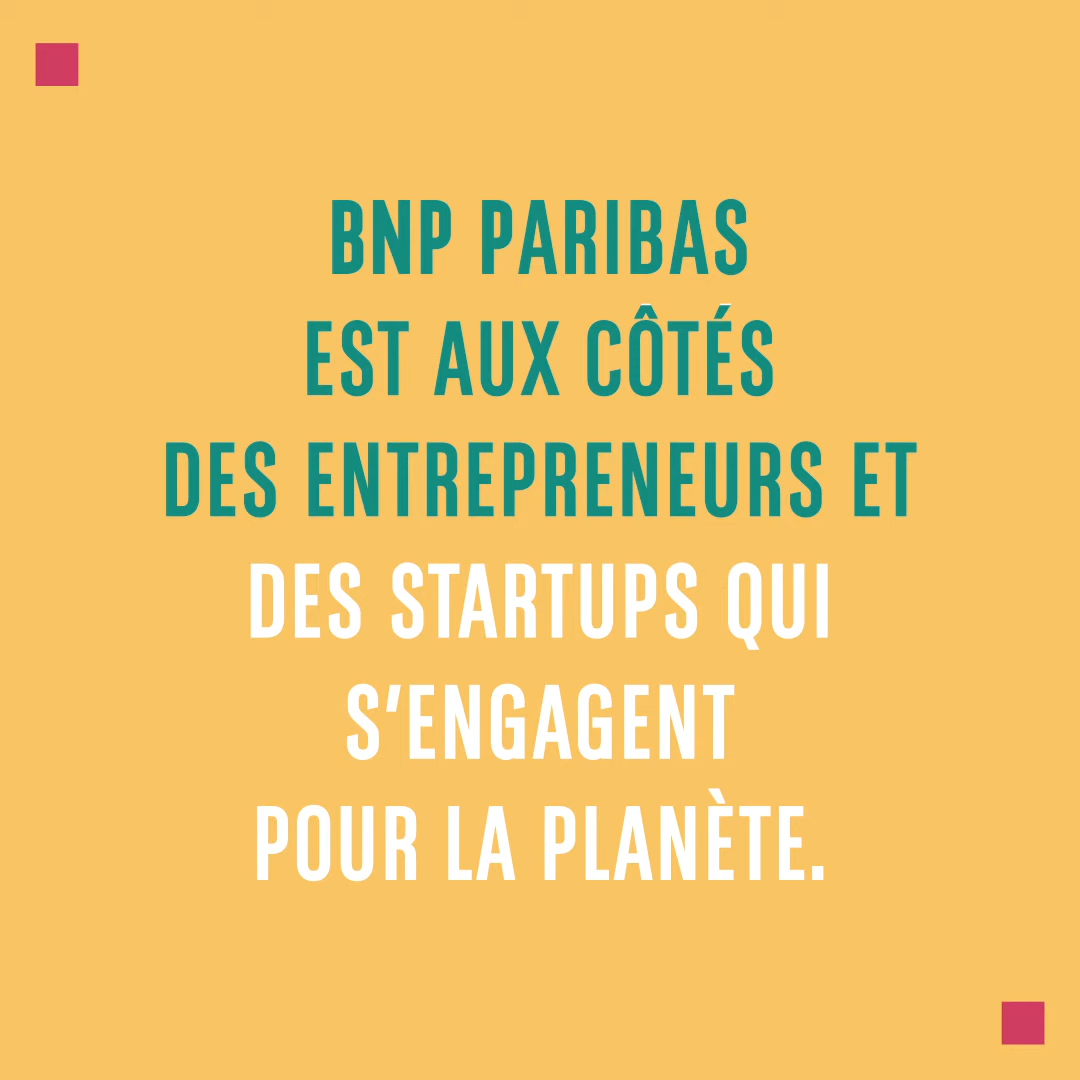 BNP PARIBAS
EST AUX CÔTÉS
DES ENTREPRENEURS ET
DES STARTUPS QUI
S'ENGAGENT
POUR LA PLANÈTE.